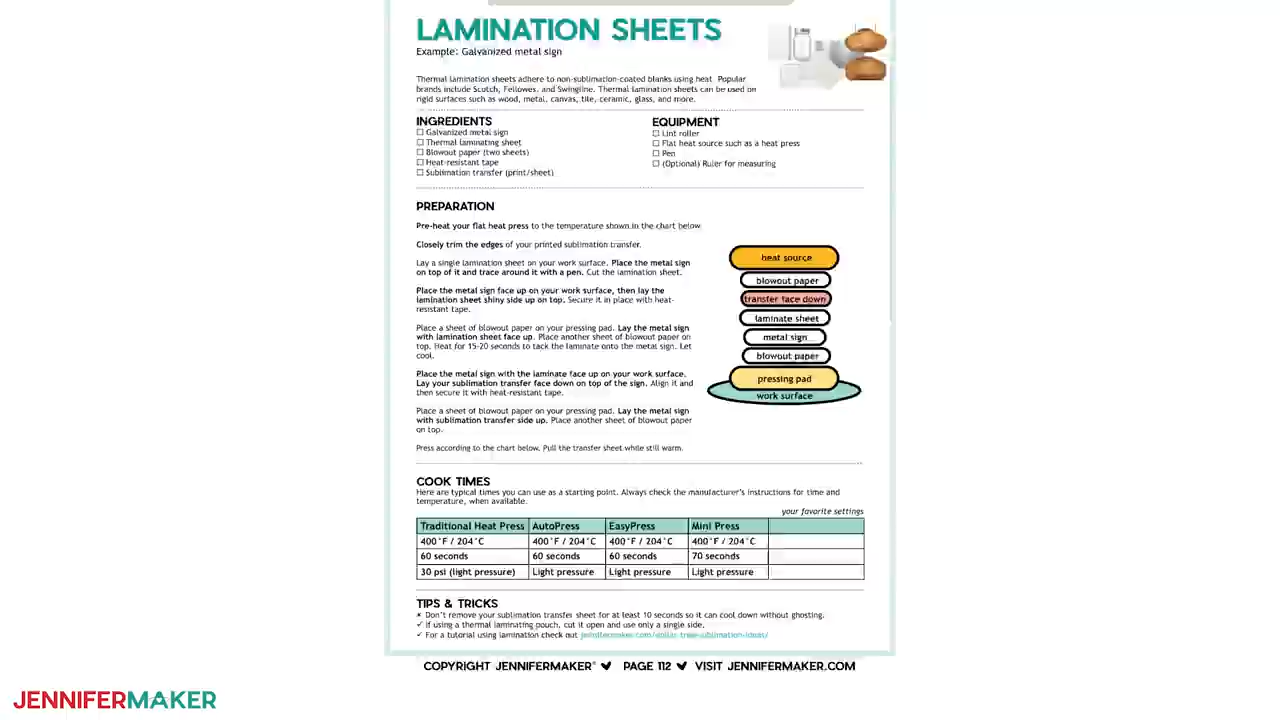 LAMINATION SHEETS
Example: Galvanized metal sign
Thermal lamination sheets adhere to non-sublimation-coated blanks using heat. Popular
brands include Scotch, Fellowes, and Swingline. Thermal lamination sheets can be used on
rigid surfaces such as wood, metal, canvas, tile, ceramic, glass, and more.
INGREDIENTS
☐ Galvanized metal sign
☐ Thermal laminating sheet
☐ Blowout paper (two sheets)
☐ Heat-resistant tape
☐ Sublimation transfer (print/sheet)
EQUIPMENT
☐ Lint roller
☐ Flat heat source such as a heat press
☐ Pen
☐ (Optional) Ruler for measuring
PREPARATION
Pre-heat your flat heat press to the temperature shown in the chart below
Closely trim the edges of your printed sublimation transfer.
Lay a single lamination sheet on your work surface. Place the metal sign
on top of it and trace around it with a pen. Cut the lamination sheet.
Place the metal sign face up on your work surface, then lay the
lamination sheet shiny side up on top. Secure it in place with heat-
resistant tape.
Place a sheet of blowout paper on your pressing pad. Lay the metal sign
with lamination sheet face up. Place another sheet of blowout paper on
top. Heat for 15-20 seconds to tack the laminate onto the metal sign. Let
cool.
Place the metal sign with the laminate face up on your work surface.
Lay your sublimation transfer face down on top of the sign. Align it and
then secure it with heat-resistant tape.
Place a sheet of blowout paper on your pressing pad. Lay the metal sign
with sublimation transfer side up. Place another sheet of blowout paper
on top.
Press according to the chart below. Pull the transfer sheet while still warm.
heat source
blowout paper
transfer face down
laminate sheet
metal sign
blowout paper
pressing pad
work surface
COOK TIMES
Here are typical times you can use as a starting point. Always check the manufacturer's instructions for time and
temperature, when available.
your favorite settings
Traditional Heat Press AutoPress EasyPress Mini Press
400°F / 204°C 400°F / 204°C 400°F / 204°C 400°F / 204°C
60 seconds 60 seconds 60 seconds 70 seconds
30 psi (light pressure) Light pressure Light pressure Light pressure
TIPS & TRICKS
× Don't remove your sublimation transfer sheet for at least 10 seconds so it can cool down without ghosting.
✓ If using a thermal laminating pouch, cut it open and use only a single side.
✓ For a tutorial using lamination check out jennifermaker.com/dollar-tree-sublimation-ideas/
COPYRIGHT JENNIFERMAKER® ❤ PAGE 112 ❤ VISIT JENNIFERMAKER.COM
JENNIFERMAKER